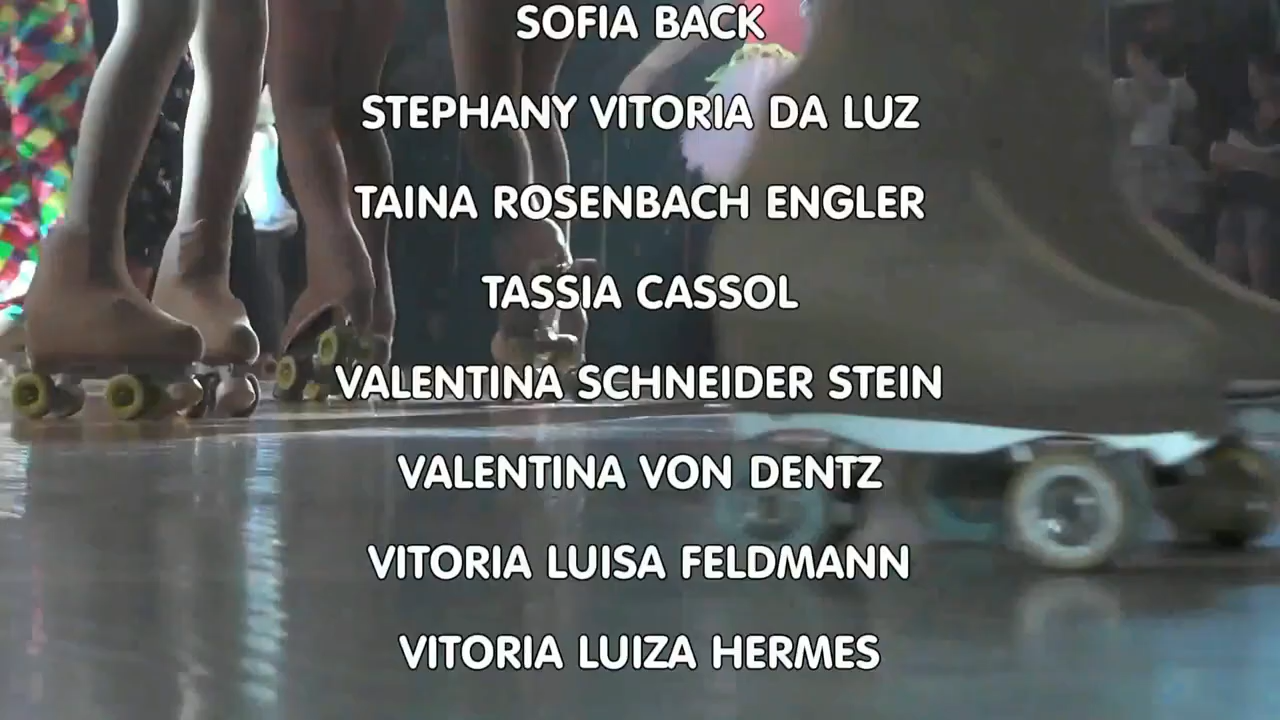 SOFIA BACK
STEPHANY VITORIA DA LUZ
TAINA ROSENBACH ENGLER
TASSIA CASSOL
VALENTINA SCHNEIDER STEIN
VALENTINA VON DENTZ
VITORIA LUISA FELDMANN
VITORIA LUIZA HERMES